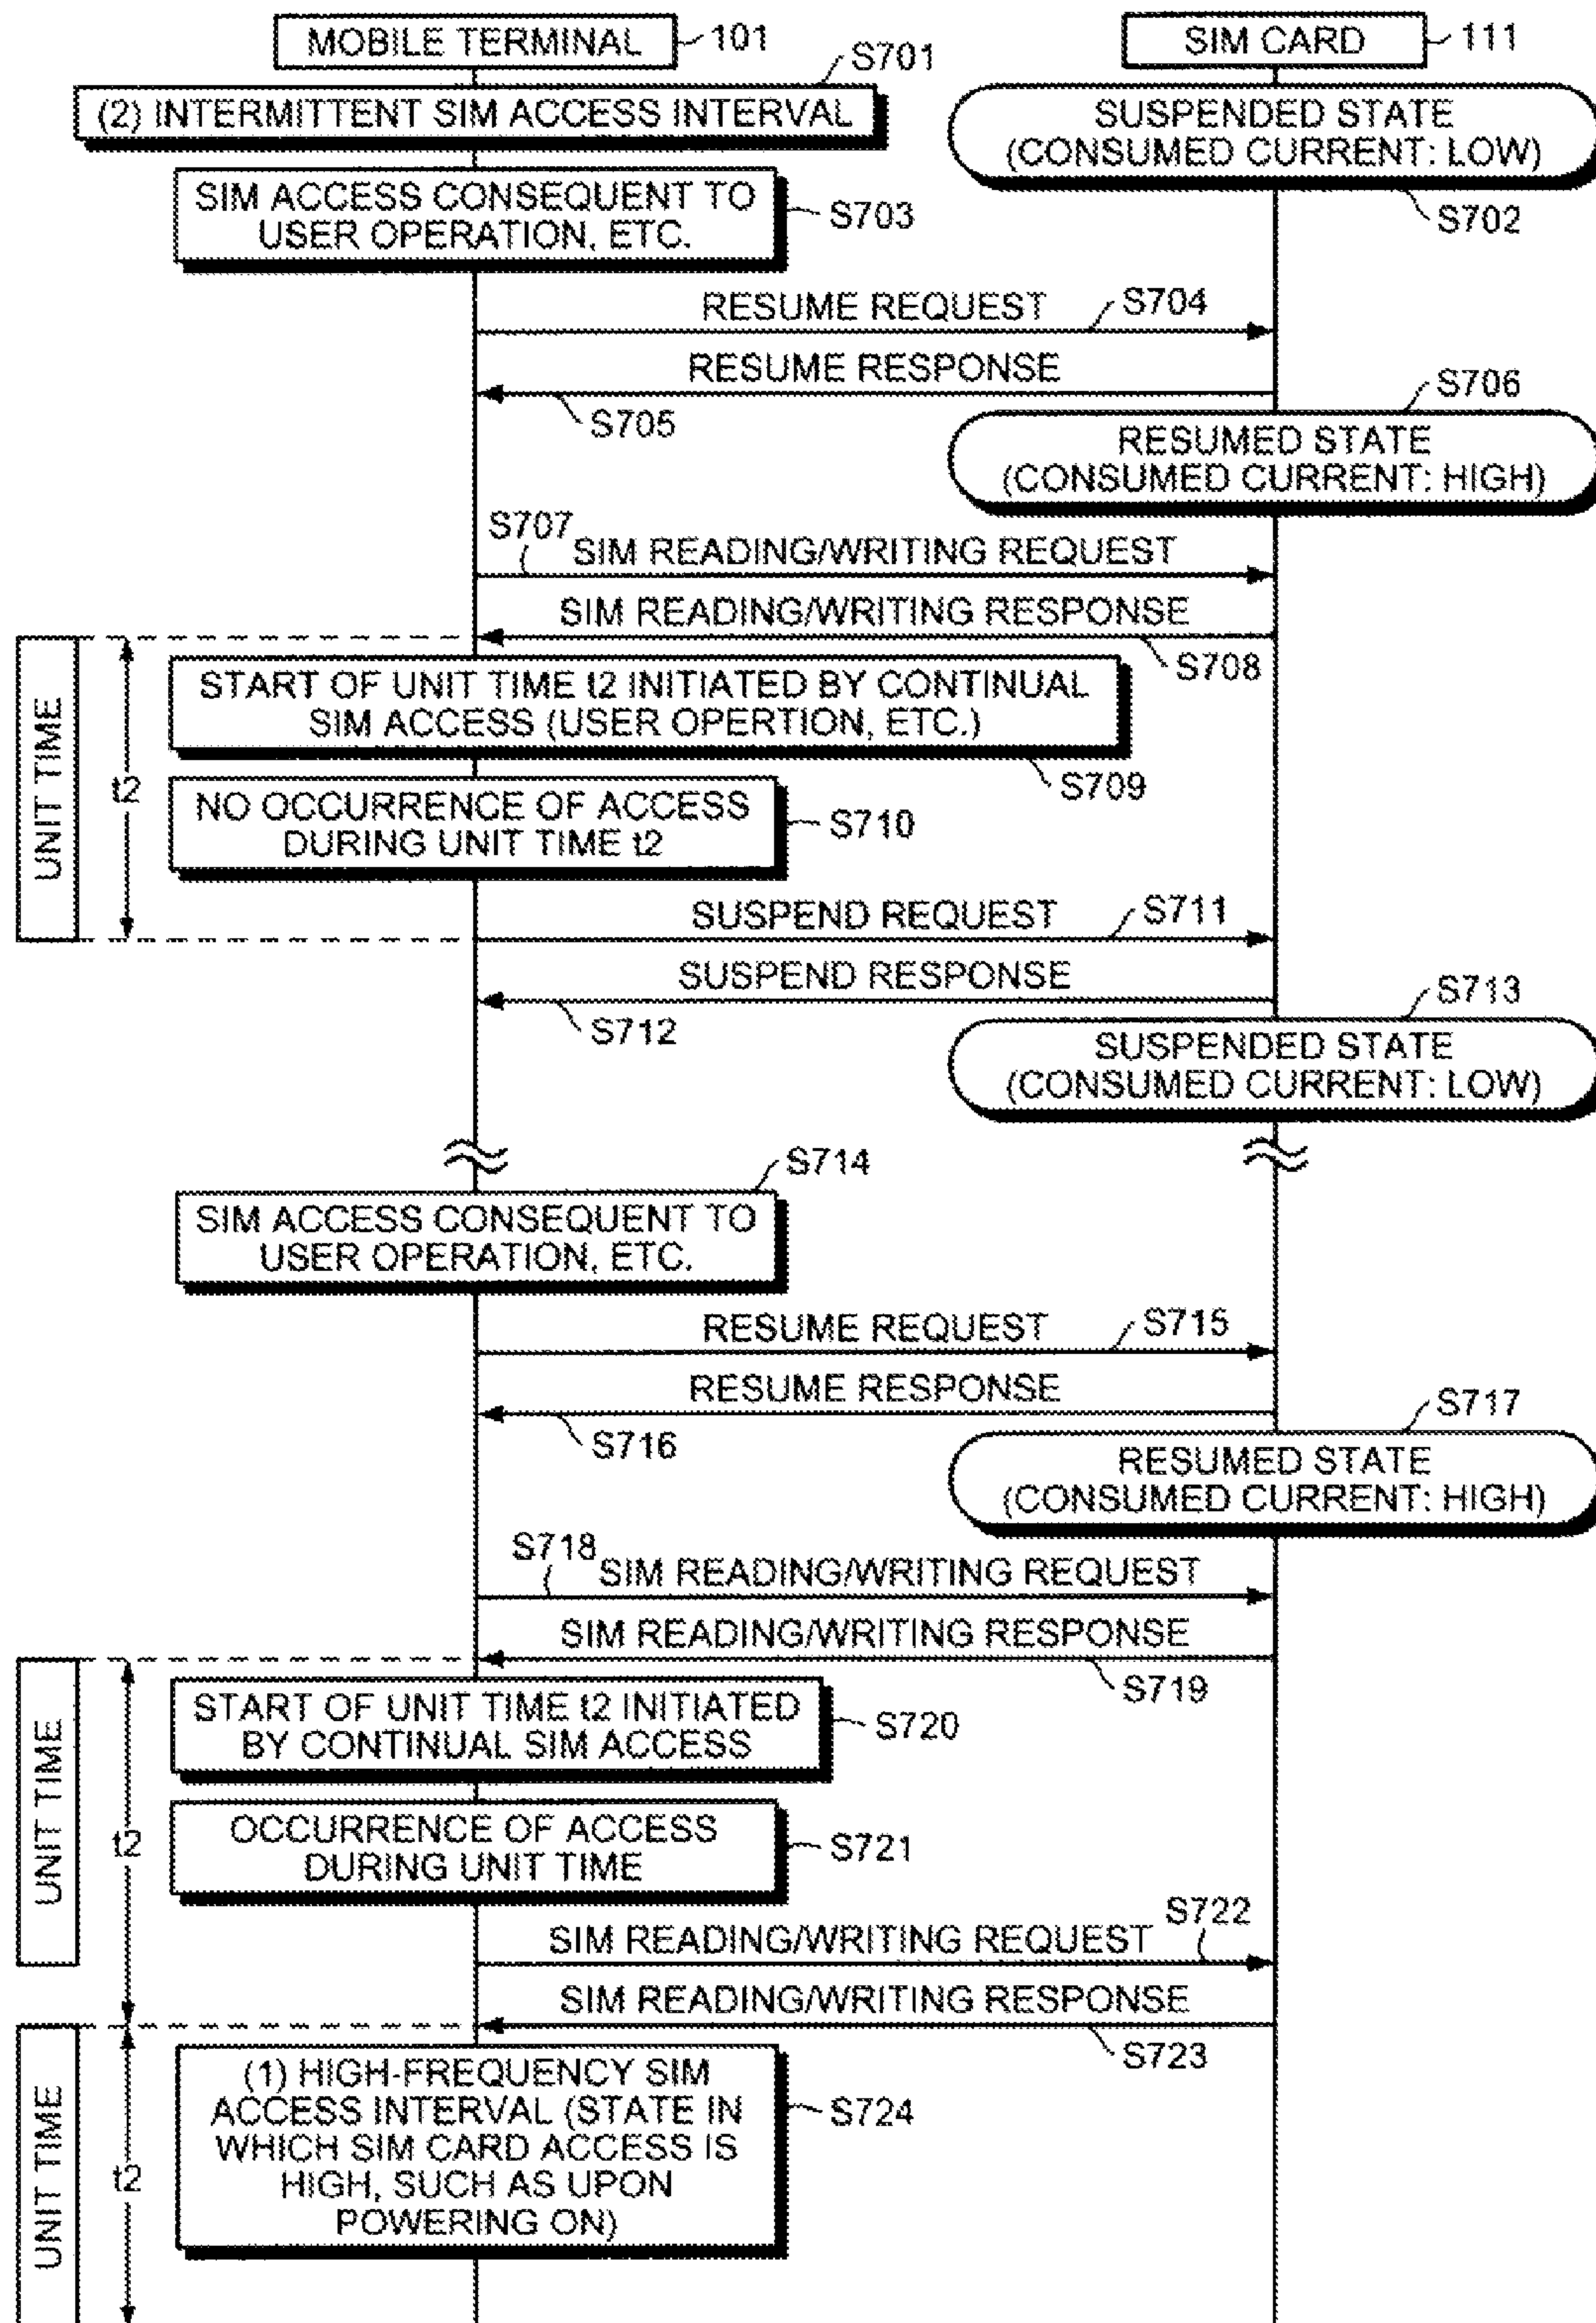 MOBILE TERMINAL 101
SIM CARD 111
S701
(2) INTERMITTENT SIM ACCESS INTERVAL
SUSPENDED STATE
(CONSUMED CURRENT: LOW)
S702
SIM ACCESS CONSEQUENT TO
USER OPERATION, ETC.
S703
RESUME REQUEST S704
RESUME RESPONSE
S705
S706
RESUMED STATE
(CONSUMED CURRENT: HIGH)
S707
SIM READING/WRITING REQUEST
SIM READING/WRITING RESPONSE
S708
UNIT TIME
t2
START OF UNIT TIME t2 INITIATED BY CONTINUAL
SIM ACCESS (USER OPERTION, ETC.)
S709
NO OCCURRENCE OF ACCESS
DURING UNIT TIME t2
S710
SUSPEND REQUEST S711
SUSPEND RESPONSE
S712
S713
SUSPENDED STATE
(CONSUMED CURRENT: LOW)
S714
SIM ACCESS CONSEQUENT TO
USER OPERATION, ETC.
RESUME REQUEST S715
RESUME RESPONSE
S716
S717
RESUMED STATE
(CONSUMED CURRENT: HIGH)
S718
SIM READING/WRITING REQUEST
SIM READING/WRITING RESPONSE
S719
UNIT TIME
t2
START OF UNIT TIME t2 INITIATED
BY CONTINUAL SIM ACCESS
S720
OCCURRENCE OF ACCESS
DURING UNIT TIME
S721
SIM READING/WRITING REQUEST S722
SIM READING/WRITING RESPONSE
S723
UNIT TIME
t2
(1) HIGH-FREQUENCY SIM
ACCESS INTERVAL (STATE IN
WHICH SIM CARD ACCESS IS
HIGH, SUCH AS UPON
POWERING ON)
S724